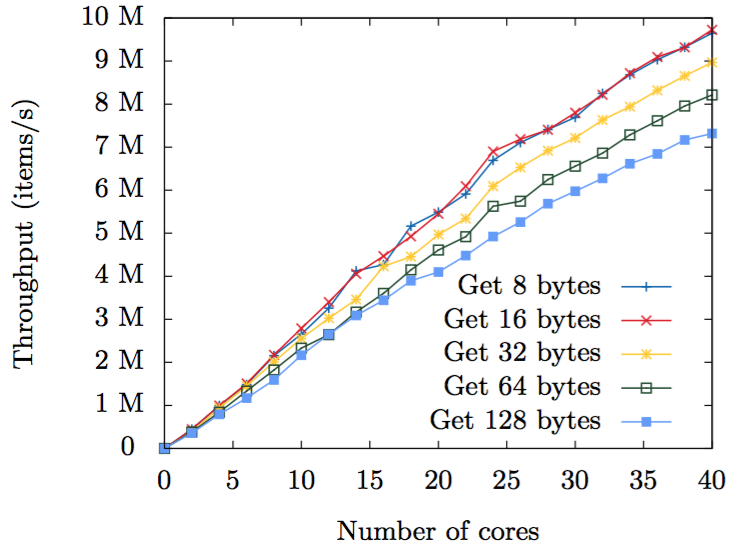 10 M
9 M
8 M
7 M
6 M
5 M
4 M
3 M
2 M
1 M
0
Throughput (items/s)
Get 8 bytes
Get 16 bytes
Get 32 bytes
Get 64 bytes
Get 128 bytes
0 5 10 15 20 25 30 35 40
Number of cores